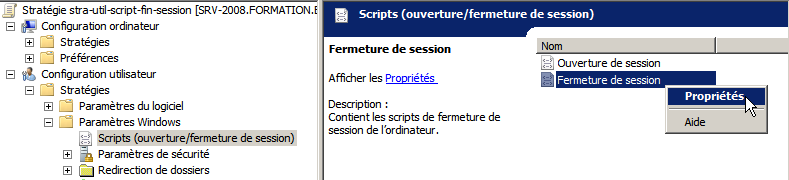 Stratégie stra-util-script-fin-session [SRV-2008.FORMATION.E
Configuration ordinateur
Stratégies
Préférences
Configuration utilisateur
Stratégies
Paramètres du logiciel
Paramètres Windows
Scripts (ouverture/fermeture de session)
Paramètres de sécurité
Redirection de dossiers
Scripts (ouverture/fermeture de session)
Fermeture de session
Afficher les Propriétés
Description :
Contient les scripts de fermeture de
session de l'ordinateur.
Nom
Ouverture de session
Fermeture de session
Propriétés
Aide